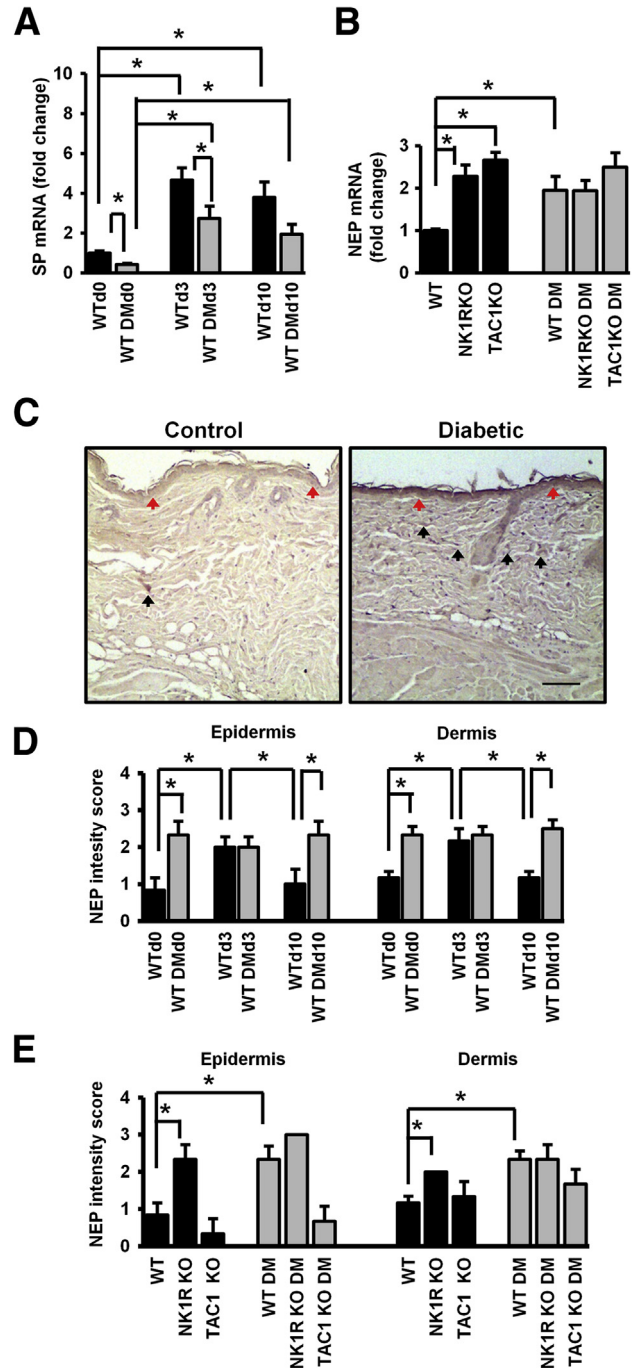 A
SP mRNA (fold change)
10
8
6
4
2
0
*
*
*
*
*
*
WTd0
WT DMd0
WTd3
WT DMd3
WTd10
WT DMd10
B
NEP mRNA
(fold change)
3
2
1
0
*
*
*
WT
NK1RKO
TAC1KO
WT DM
NK1RKO DM
TAC1KO DM
C
Control
Diabetic
D
Epidermis
Dermis
NEP intesity score
4
3
2
1
0
*
*
*
*
*
*
*
*
WTd0
WT DMd0
WTd3
WT DMd3
WTd10
WT DMd10
WTd0
WT DMd0
WTd3
WT DMd3
WTd10
WT DMd10
E
Epidermis
Dermis
NEP intensity score
4
3
2
1
0
*
*
*
*
WT
NK1R KO
TAC1 KO
WT DM
NK1R KO DM
TAC1 KO DM
WT
NK1R KO
TAC1 KO
WT DM
NK1R KO DM
TAC1 KO DM